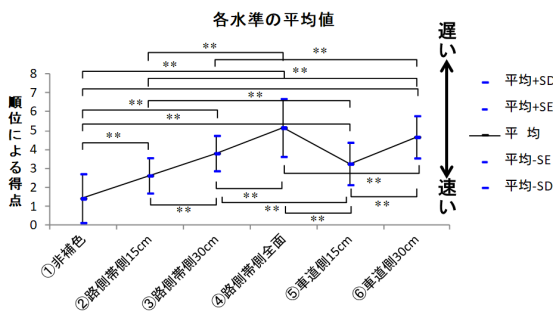 各水準の平均値
遅い
順位による得点
8
7
6
5
4
3
2
1
0
**
**
**
**
**
**
**
**
**
**
**
**
**
**
①非補色
②路側帯側15cm
③路側帯側30cm
④路側帯側全面
⑤車道側15cm
⑥車道側30cm
速い
平均+SD
平均+SE
平 均
平均-SE
平均-SD